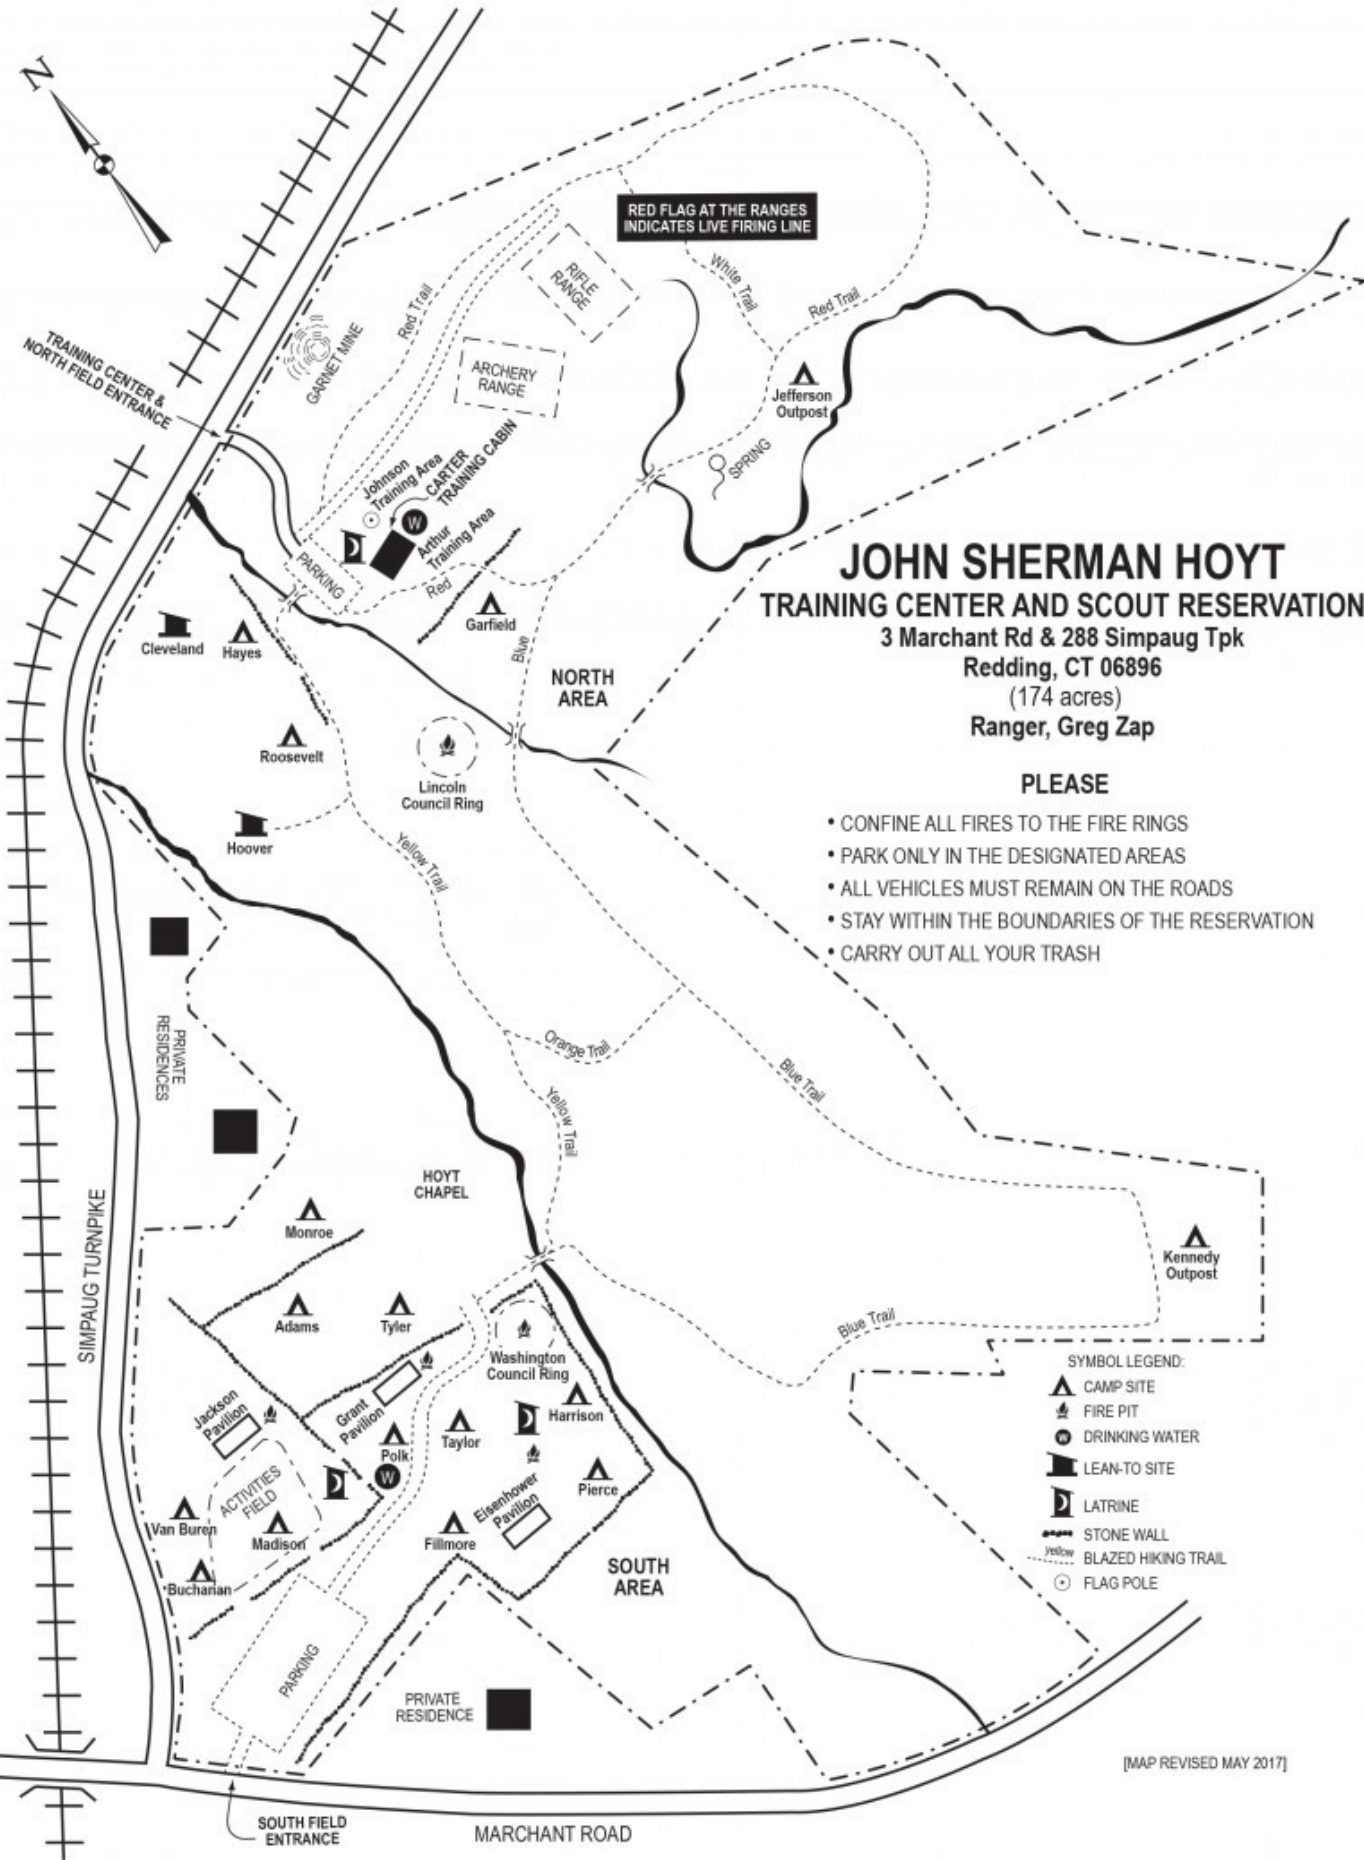 N
RED FLAG AT THE RANGES
INDICATES LIVE FIRING LINE
RIFLE
RANGE
White Trail
Red Trail
Red Trail
GARNET MINE
TRAINING CENTER &
NORTH FIELD ENTRANCE
ARCHERY
RANGE
Jefferson
Outpost
SPRING
Johnson
Training Area
CARTER
TRAINING CABIN
W
Arthur
Training Area
PARKING
Red
Garfield
Blue
Cleveland
Hayes
NORTH
AREA
JOHN SHERMAN HOYT
TRAINING CENTER AND SCOUT RESERVATION
3 Marchant Rd & 288 Simpaug Tpk
Redding, CT 06896
(174 acres)
Ranger, Greg Zap
Roosevelt
Lincoln
Council Ring
Hoover
Yellow Trail
PLEASE
• CONFINE ALL FIRES TO THE FIRE RINGS
• PARK ONLY IN THE DESIGNATED AREAS
• ALL VEHICLES MUST REMAIN ON THE ROADS
• STAY WITHIN THE BOUNDARIES OF THE RESERVATION
• CARRY OUT ALL YOUR TRASH
PRIVATE
RESIDENCES
Orange Trail
Blue Trail
Yellow Trail
HOYT
CHAPEL
SIMPAUG TURNPIKE
Monroe
Kennedy
Outpost
Adams
Tyler
Washington
Council Ring
Blue Trail
Jackson
Pavilion
Grant
Pavilion
Polk
W
Taylor
Harrison
Pierce
Eisenhower
Pavilion
ACTIVITIES
FIELD
Van Buren
Madison
Fillmore
Buchanan
SOUTH
AREA
SYMBOL LEGEND:
CAMP SITE
FIRE PIT
W DRINKING WATER
LEAN-TO SITE
LATRINE
STONE WALL
yellow BLAZED HIKING TRAIL
FLAG POLE
PARKING
PRIVATE
RESIDENCE
[MAP REVISED MAY 2017]
SOUTH FIELD
ENTRANCE
MARCHANT ROAD